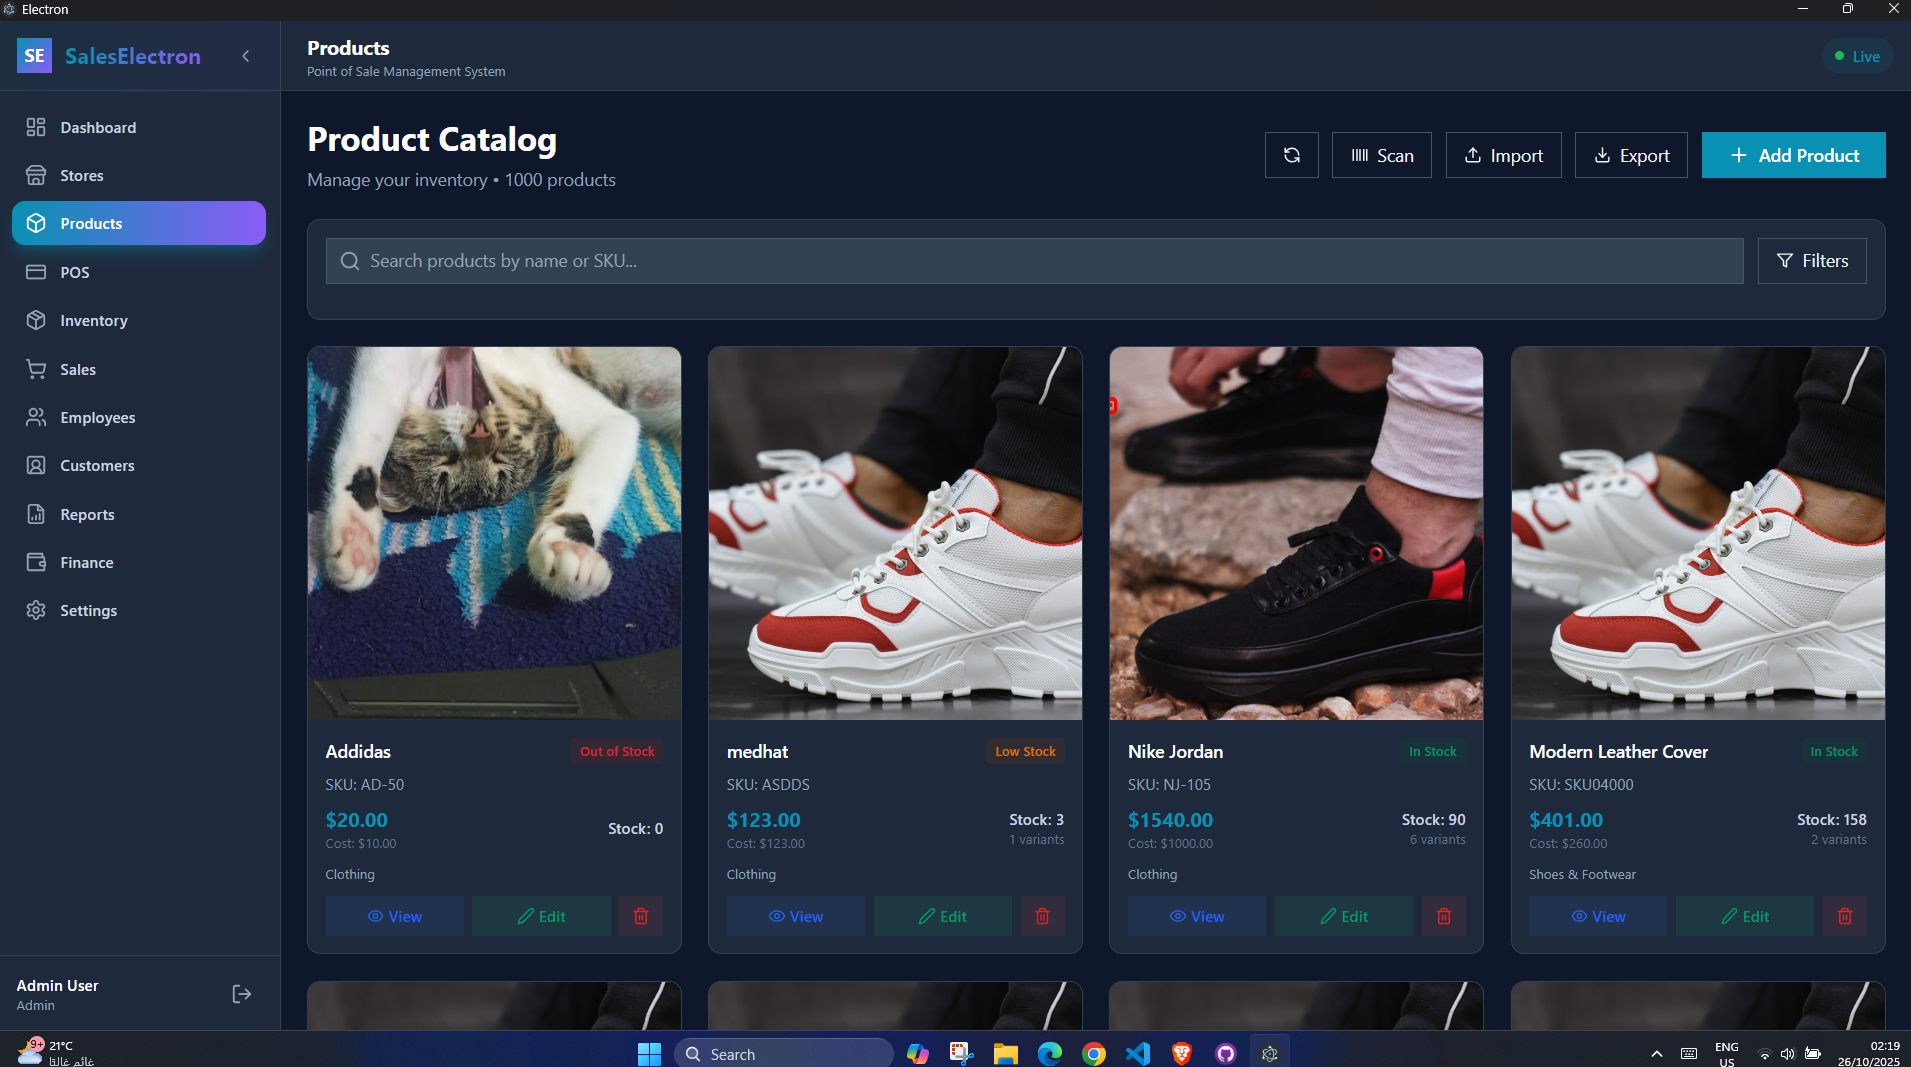 Electron
SE SalesElectron
Products
Point of Sale Management System
Live
Dashboard
Stores
Products
POS
Inventory
Sales
Employees
Customers
Reports
Finance
Settings
Admin User
Admin
Product Catalog
Manage your inventory • 1000 products
Scan
Import
Export
Add Product
Search products by name or SKU...
Filters
Addidas Out of Stock
SKU: AD-50
$20.00
Stock: 0
Cost: $10.00
Clothing
View Edit
medhat Low Stock
SKU: ASDDS
$123.00 Stock: 3
Cost: $123.00 1 variants
Clothing
View Edit
Nike Jordan In Stock
SKU: NJ-105
$1540.00 Stock: 90
Cost: $1000.00 6 variants
Clothing
View Edit
Modern Leather Cover In Stock
SKU: SKU04000
$401.00 Stock: 158
Cost: $260.00 2 variants
Shoes & Footwear
View Edit
9+
21°C
غائم غالبًا
Search
ENG
US
02:19
26/10/2025